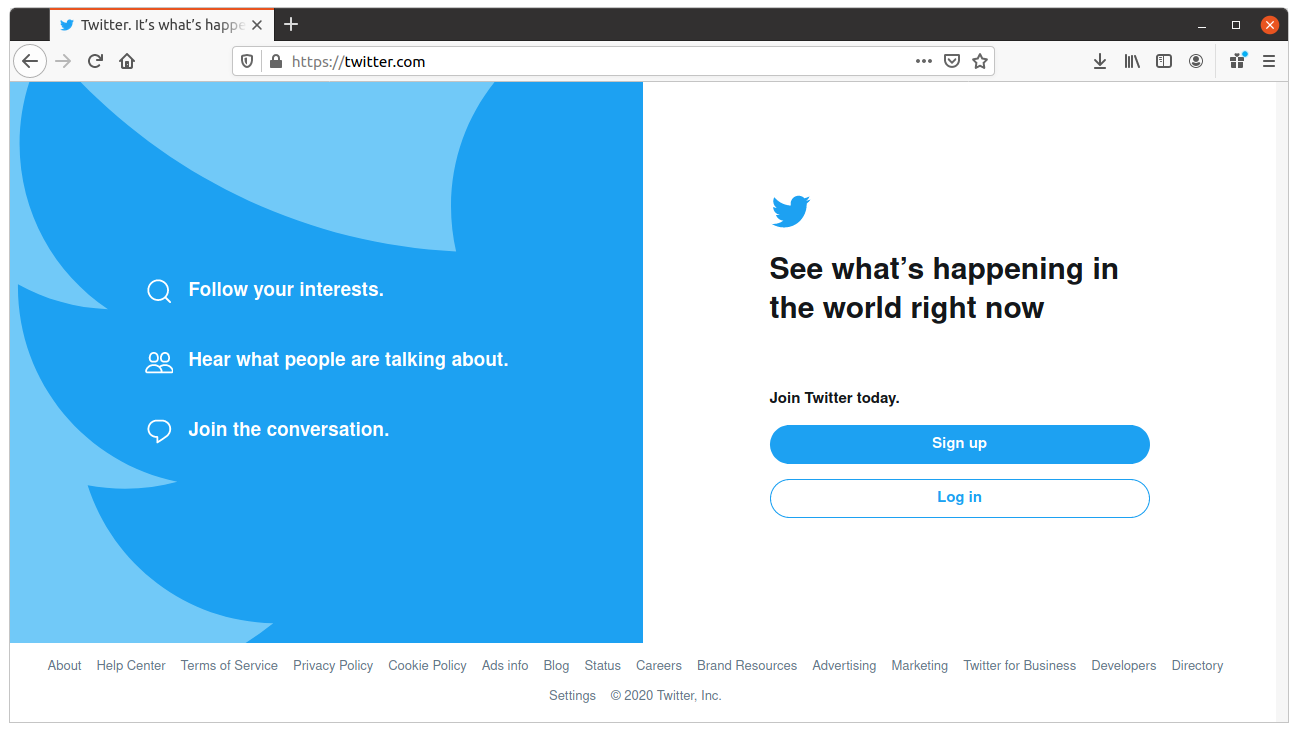 Twitter. It's what's happe
https://twitter.com
Follow your interests.
Hear what people are talking about.
Join the conversation.
See what's happening in
the world right now
Join Twitter today.
Sign up
Log in
About Help Center Terms of Service Privacy Policy Cookie Policy Ads info Blog Status Careers Brand Resources Advertising Marketing Twitter for Business Developers Directory
Settings © 2020 Twitter, Inc.